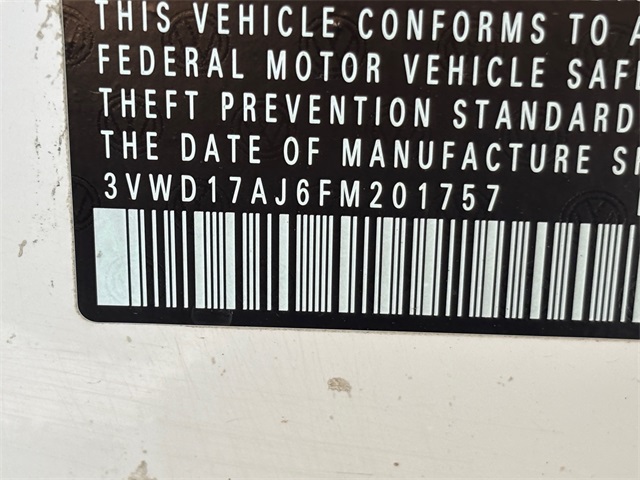 THIS VEHICLE CONFORMS TO A
FEDERAL MOTOR VEHICLE SAF
THEFT PREVENTION STANDARD
THE DATE OF MANUFACTURE S
3VWD17AJ6FM201757